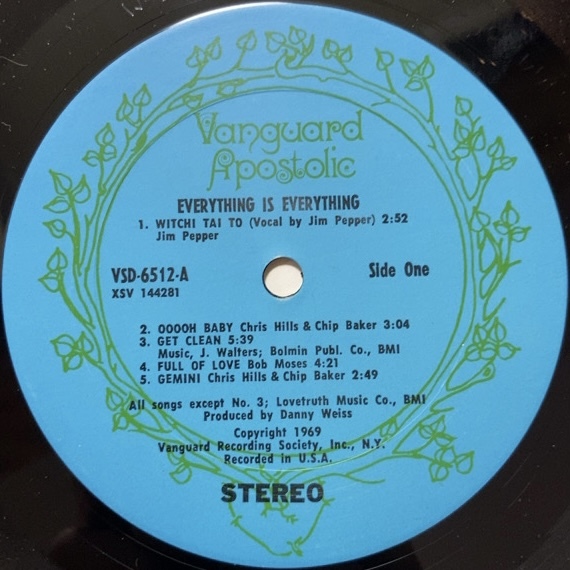 Vanguard
Apostolic
EVERYTHING IS EVERYTHING
1. WITCHI TAI TO (Vocal by Jim Pepper) 2:52
Jim Pepper
VSD-6512-A
XSV 144281
Side One
2. OOOOH BABY Chris Hills & Chip Baker 3:04
3. GET CLEAN 5:39
Music, J. Walters; Bolmin Publ. Co., BMI
4. FULL OF LOVE Bob Moses 4:21
5. GEMINI Chris Hills & Chip Baker 2:49
All songs except No. 3; Lovetruth Music Co., BMI
Produced by Danny Weiss
Copyright 1969
Vanguard Recording Society, Inc., N.Y.
Recorded in U.S.A.
STEREO